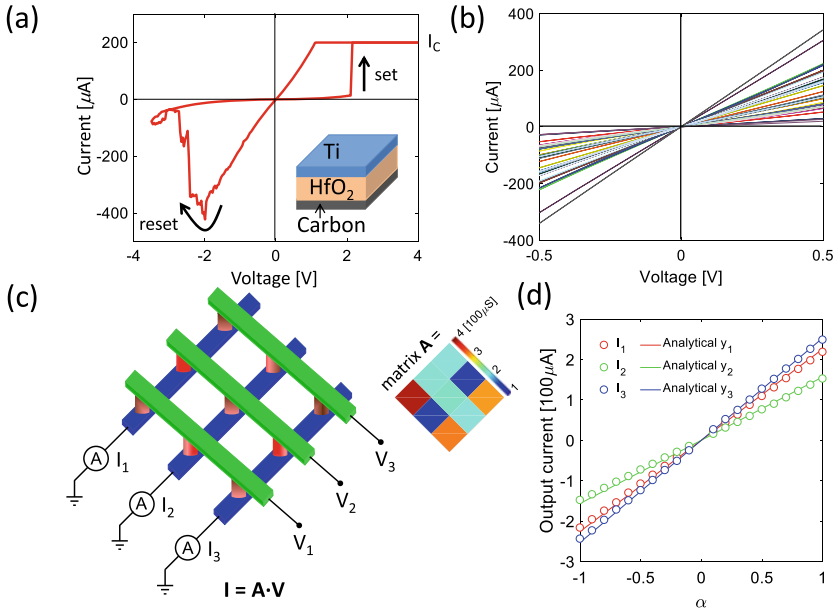 (a)
Current [μA]
200
0
-200
-400
-4
-2
0
2
4
Voltage [V]
I_C
set
reset
Ti
HfO₂
Carbon
(b)
Current [μA]
400
200
0
-200
-400
-0.5
0
0.5
Voltage [V]
(c)
A
I₁
A
I₂
A
I₃
V₃
V₂
V₁
I = A·V
matrix A =
4 [100μS]
3
2
1
(d)
Output current [100μA]
3
2
1
0
-1
-2
-3
-1
-0.5
0
0.5
1
α
I₁ Analytical y₁
I₂ Analytical y₂
I₃ Analytical y₃